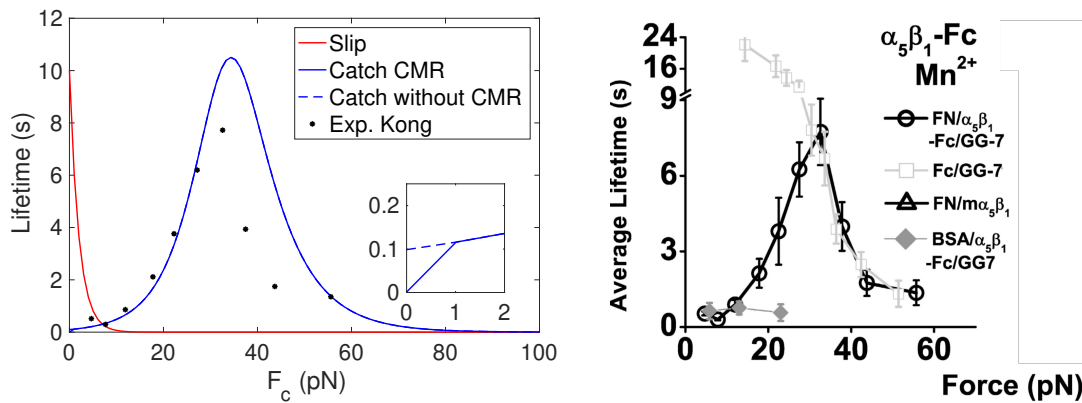 12
10
8
6
4
2
0
Lifetime (s)
0
20
40
60
80
100
F_c (pN)
Slip
Catch CMR
Catch without CMR
Exp. Kong
0.2
0.1
0
0
1
2
α₅β₁-Fc
Mn²⁺
24
16
9
9
6
3
0
Average Lifetime (s)
0
20
40
60
Force (pN)
FN/α₅β₁
-Fc/GG-7
Fc/GG-7
FN/mα₅β₁
BSA/α₅β₁
-Fc/GG7